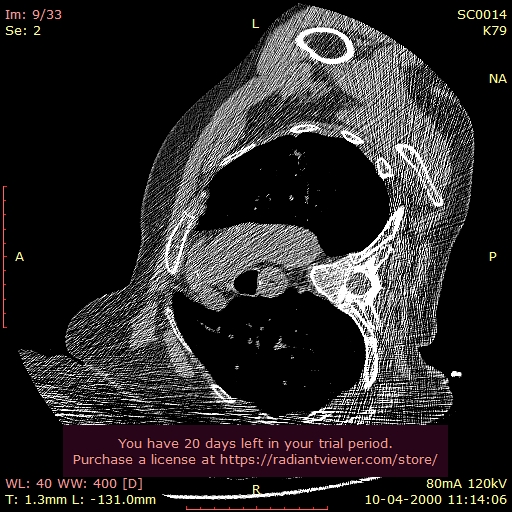 Im: 9/33
Se: 2
L
SC0014
K79
NA
A
P
You have 20 days left in your trial period.
Purchase a license at https://radiantviewer.com/store/
WL: 40 WW: 400 [D]
T: 1.3mm L: -131.0mm
R
80mA 120kV
10-04-2000 11:14:06